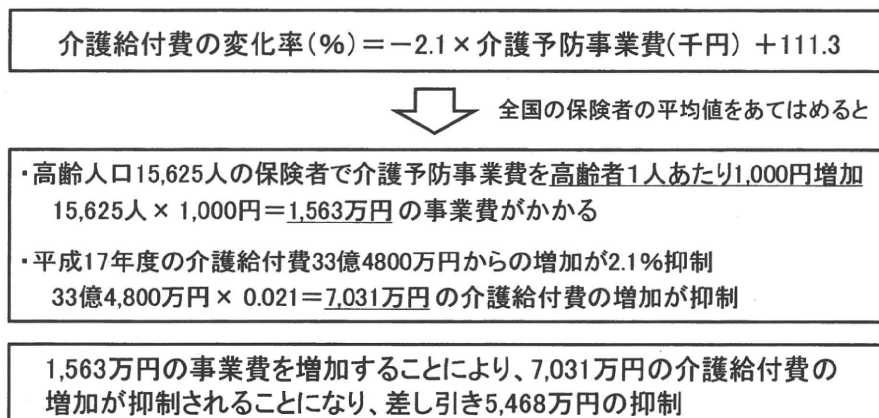 介護給付費の変化率(%)=-2.1×介護予防事業費(千円) +111.3
全国の保険者の平均値をあてはめると
・高齢人口15,625人の保険者で介護予防事業費を高齢者1人あたり1,000円増加
15,625人 × 1,000円=1,563万円 の事業費がかかる
・平成17年度の介護給付費33億4800万円からの増加が2.1%抑制
33億4,800万円 × 0.021=7,031万円 の介護給付費の増加が抑制
1,563万円の事業費を増加することにより、7,031万円の介護給付費の
増加が抑制されることになり、差し引き5,468万円の抑制